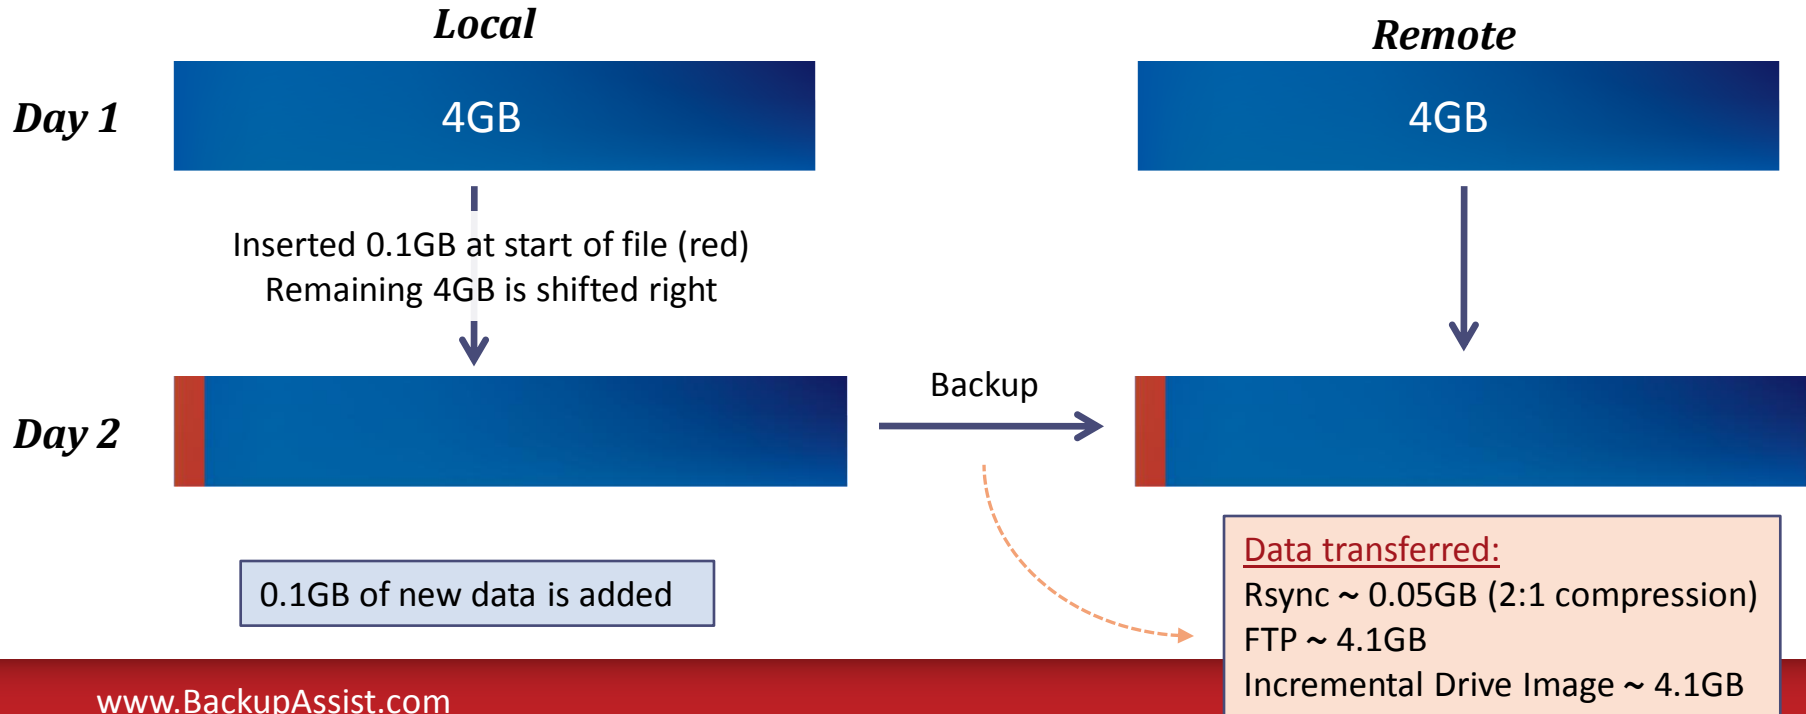 Local
Remote
Day 1
4GB
4GB
Inserted 0.1GB at start of file (red)
Remaining 4GB is shifted right
Backup
Day 2
0.1GB of new data is added
Data transferred:
Rsync ~ 0.05GB (2:1 compression)
FTP ~ 4.1GB
Incremental Drive Image ~ 4.1GB
www.BackupAssist.com